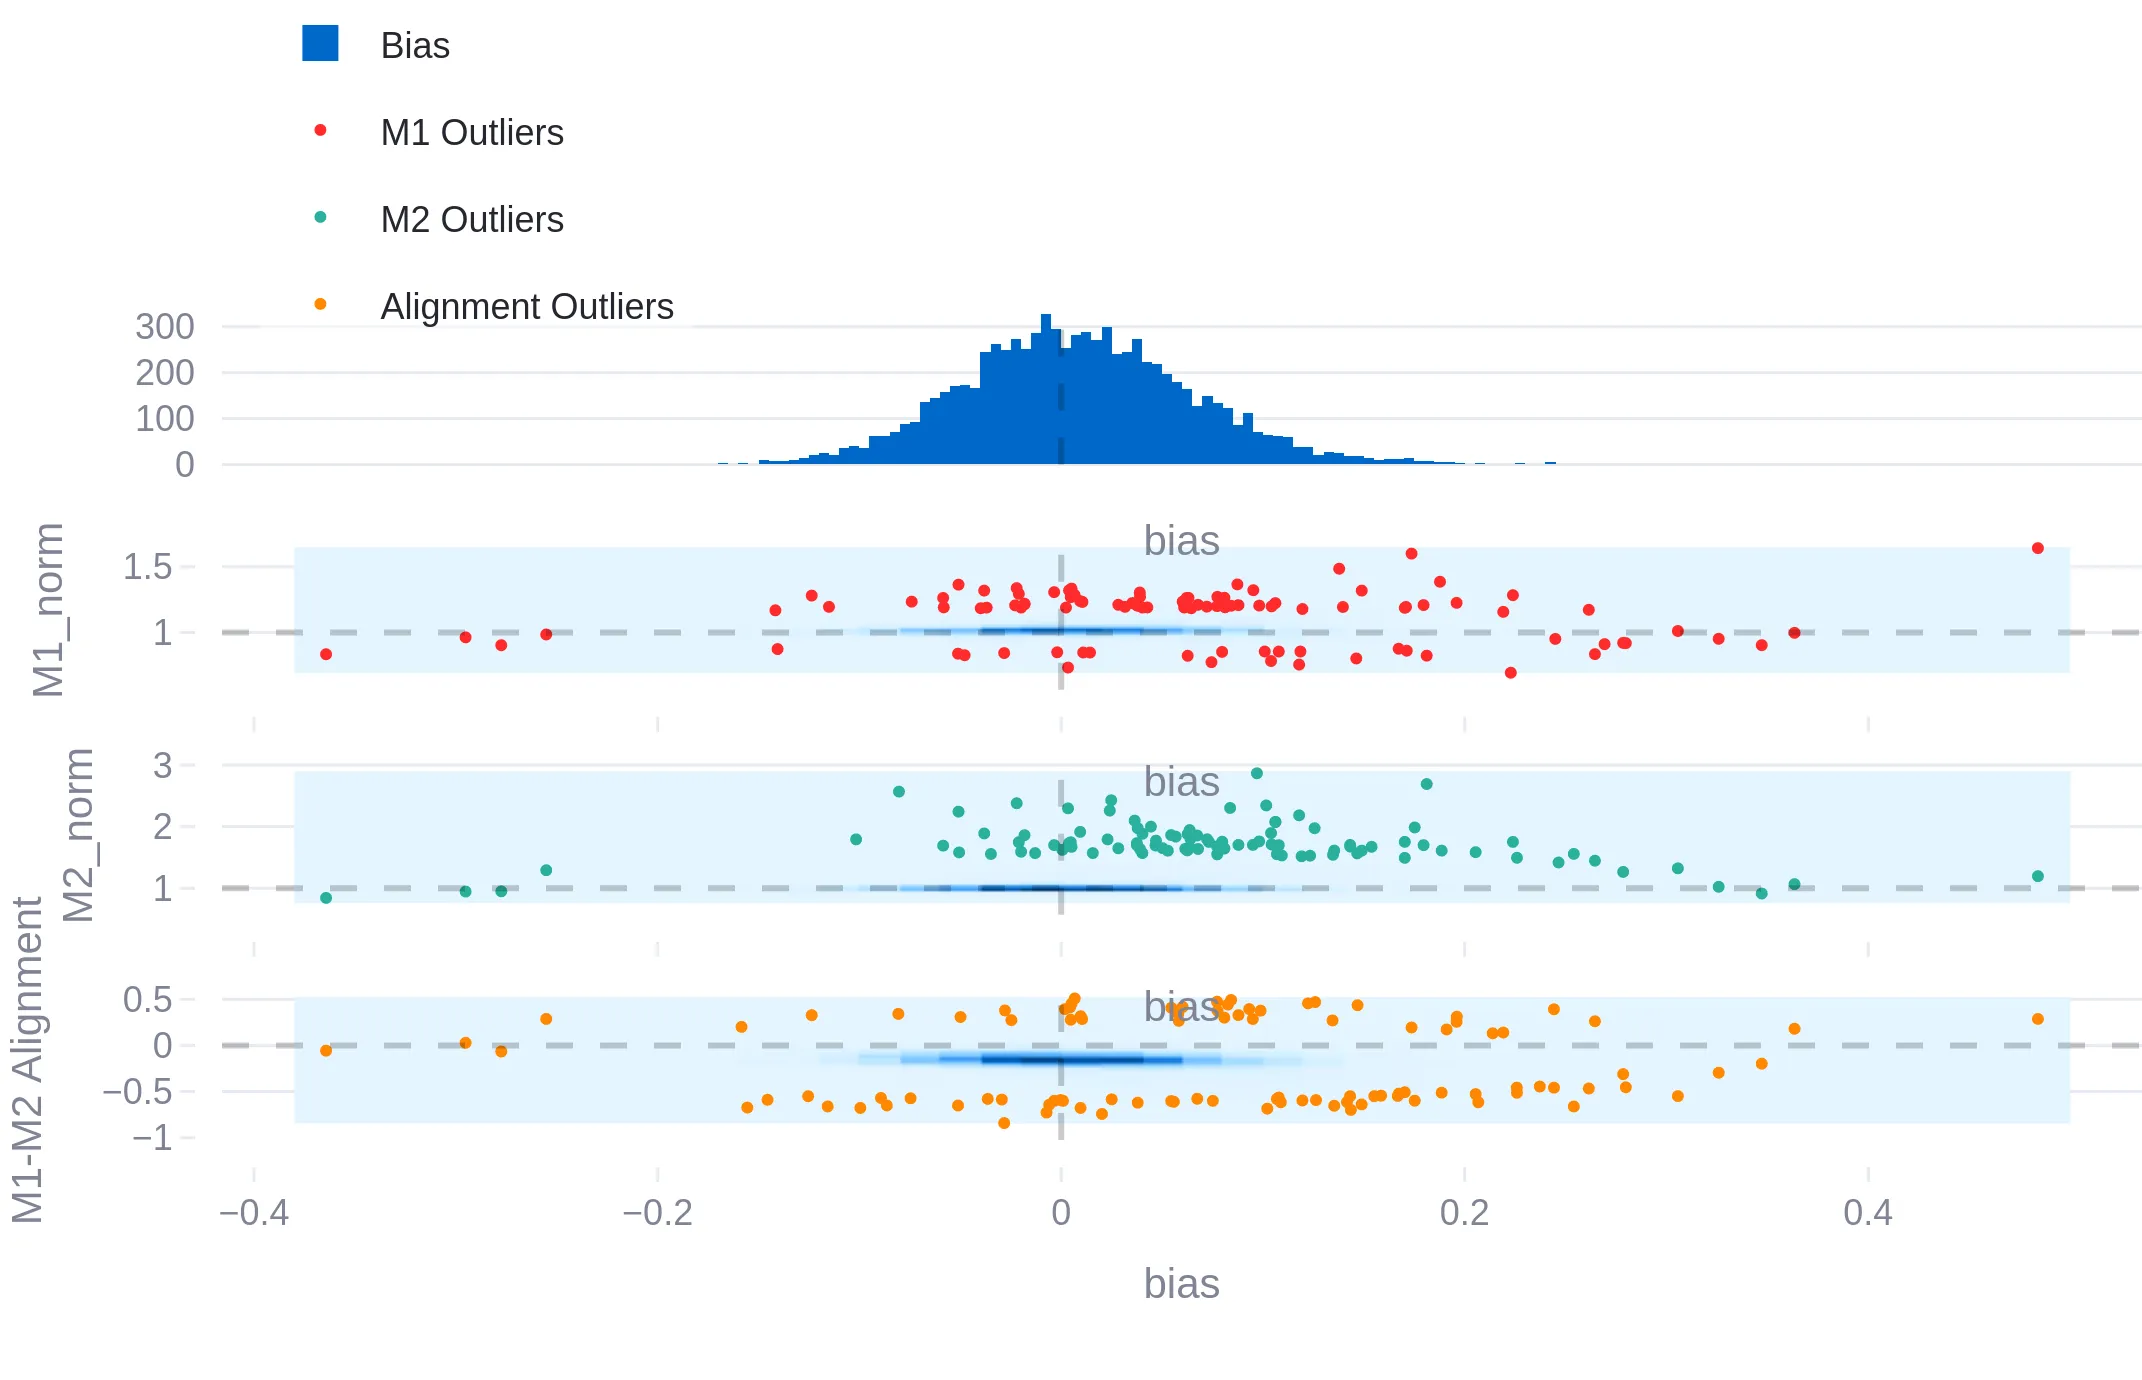 Bias
M1 Outliers
M2 Outliers
Alignment Outliers
300
200
100
0
bias
M1_norm
1.5
1
bias
M2_norm
3
2
1
bias
M1-M2 Alignment
0.5
0
−0.5
−1
−0.4
−0.2
0
0.2
0.4
bias